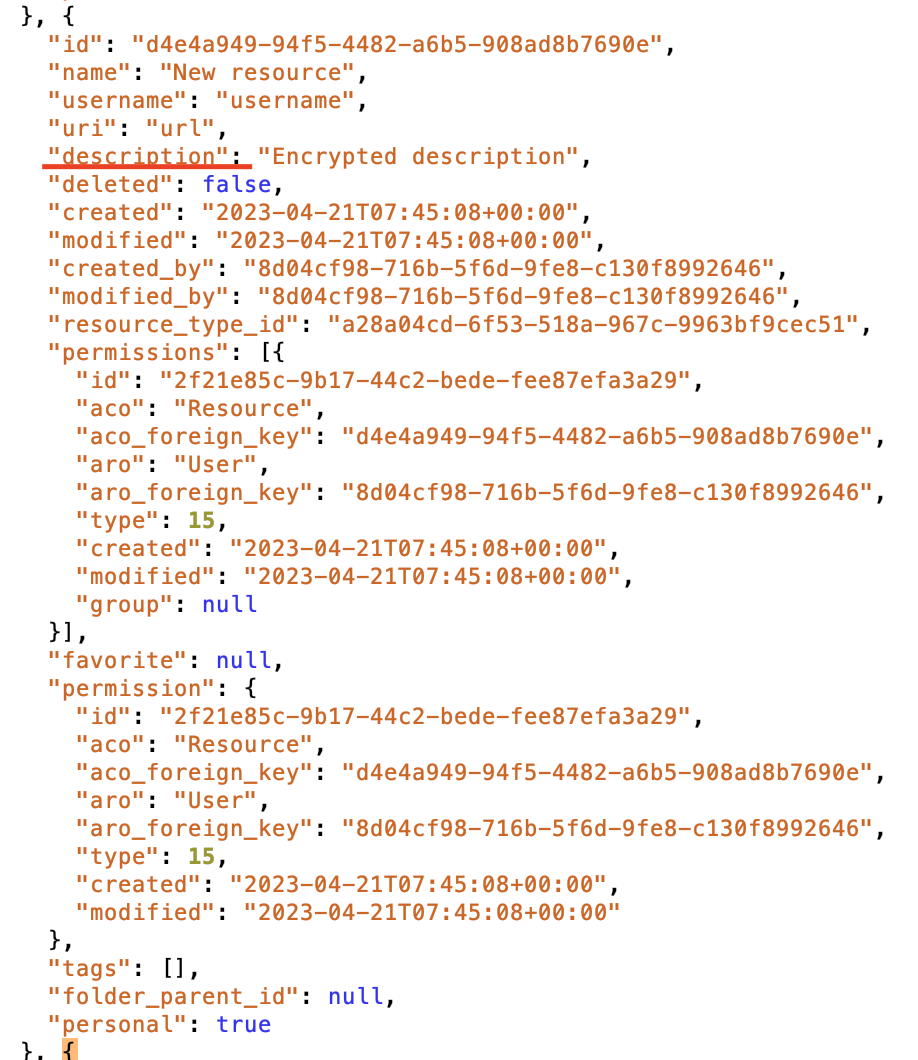 }, {
"id": "d4e4a949-94f5-4482-a6b5-908ad8b7690e",
"name": "New resource",
"username": "username",
"uri": "url",
"description": "Encrypted description",
"deleted": false,
"created": "2023-04-21T07:45:08+00:00",
"modified": "2023-04-21T07:45:08+00:00",
"created_by": "8d04cf98-716b-5f6d-9fe8-c130f8992646",
"modified_by": "8d04cf98-716b-5f6d-9fe8-c130f8992646",
"resource_type_id": "a28a04cd-6f53-518a-967c-9963bf9cec51",
"permissions": [{
"id": "2f21e85c-9b17-44c2-bede-fee87efa3a29",
"aco": "Resource",
"aco_foreign_key": "d4e4a949-94f5-4482-a6b5-908ad8b7690e",
"aro": "User",
"aro_foreign_key": "8d04cf98-716b-5f6d-9fe8-c130f8992646",
"type": 15,
"created": "2023-04-21T07:45:08+00:00",
"modified": "2023-04-21T07:45:08+00:00",
"group": null
}],
"favorite": null,
"permission": {
"id": "2f21e85c-9b17-44c2-bede-fee87efa3a29",
"aco": "Resource",
"aco_foreign_key": "d4e4a949-94f5-4482-a6b5-908ad8b7690e",
"aro": "User",
"aro_foreign_key": "8d04cf98-716b-5f6d-9fe8-c130f8992646",
"type": 15,
"created": "2023-04-21T07:45:08+00:00",
"modified": "2023-04-21T07:45:08+00:00"
},
"tags": [],
"folder_parent_id": null,
"personal": true
}, {